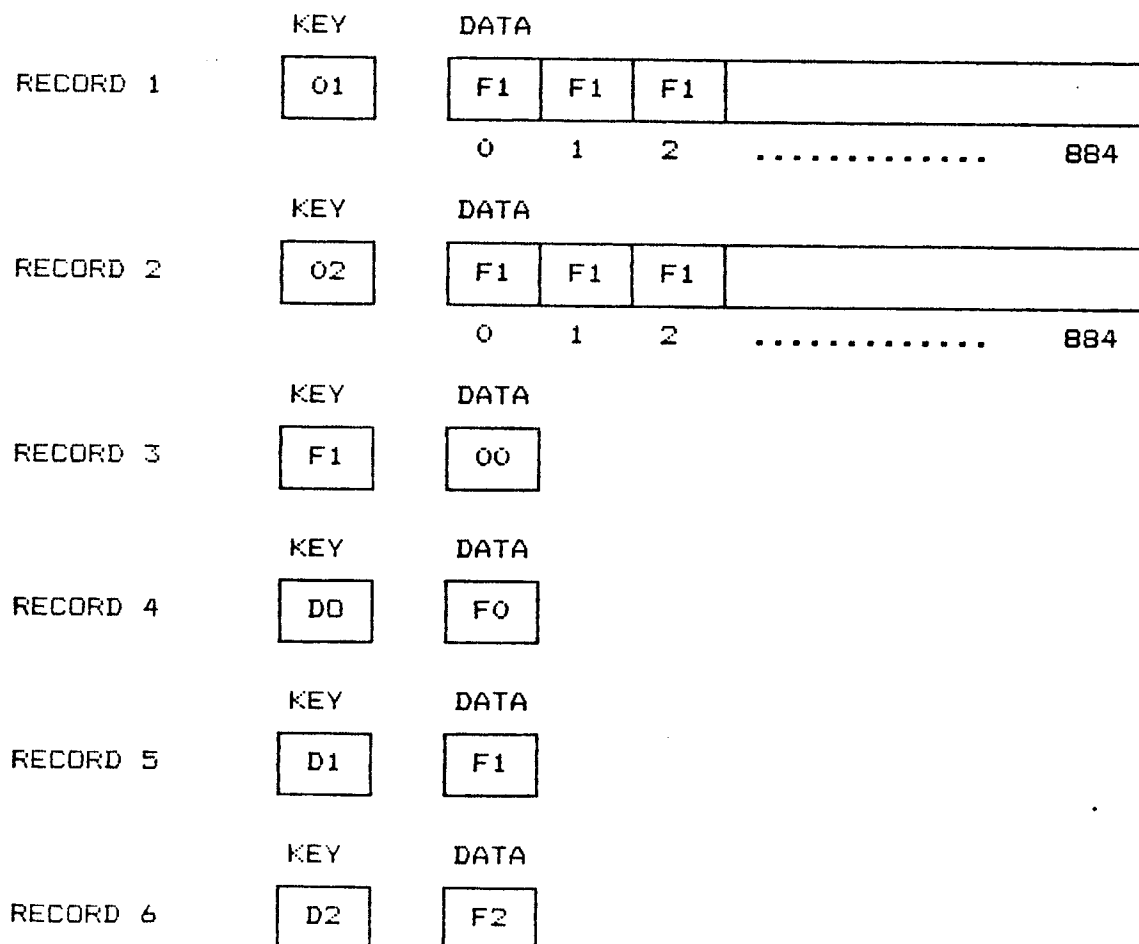 KEY DATA
RECORD 1 01 F1 F1 F1
0 1 2 ............. 884
KEY DATA
RECORD 2 02 F1 F1 F1
0 1 2 ............. 884
KEY DATA
RECORD 3 F1 00
KEY DATA
RECORD 4 D0 F0
KEY DATA
RECORD 5 D1 F1
KEY DATA
RECORD 6 D2 F2